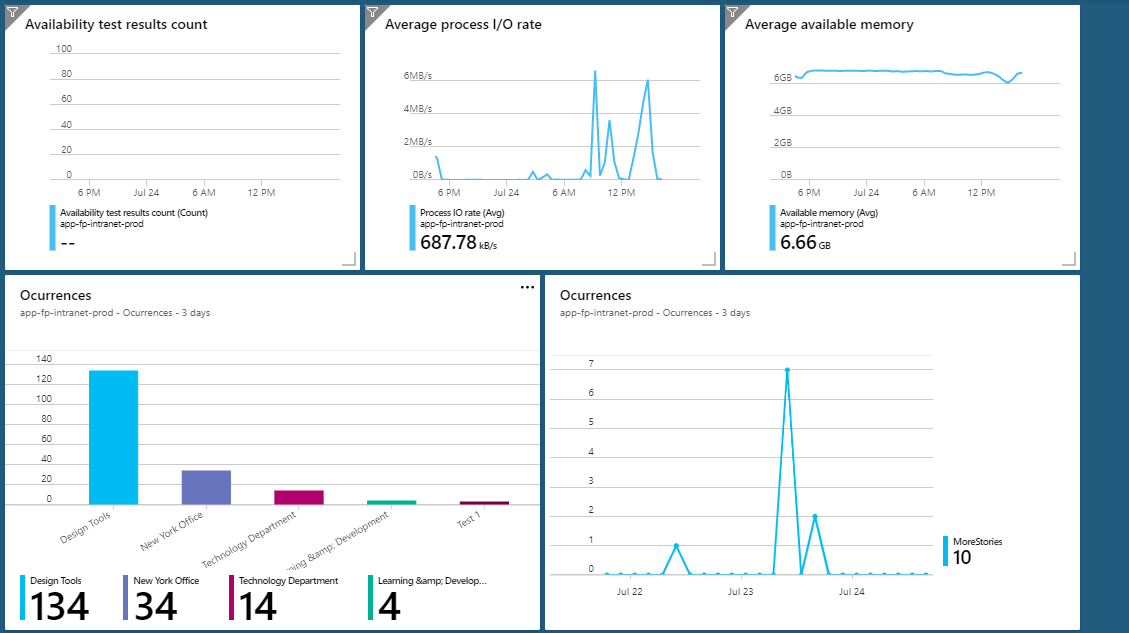 Availability test results count
100
80
60
40
20
0
6 PM
Jul 24
6 AM
12 PM
Availability test results count (Count)
app-fp-intranet-prod
--
Average process I/O rate
6MB/s
4MB/s
2MB/s
0B/s
6 PM
Jul 24
6 AM
12 PM
Process IO rate (Avg)
app-fp-intranet-prod
687.78 kB/s
Average available memory
6GB
4GB
2GB
0B
6 PM
Jul 24
6 AM
12 PM
Available memory (Avg)
app-fp-intranet-prod
6.66 GB
Ocurrences
app-fp-intranet-prod - Ocurrences - 3 days
140
120
100
80
60
40
20
0
Design Tools
New York Office
Technology Department
ning &amp; Development
Test 1
Design Tools
134
New York Office
34
Technology Department
14
Learning &amp; Develop...
4
Ocurrences
app-fp-intranet-prod - Ocurrences - 3 days
7
6
5
4
3
2
1
0
Jul 22
Jul 23
Jul 24
MoreStories
10